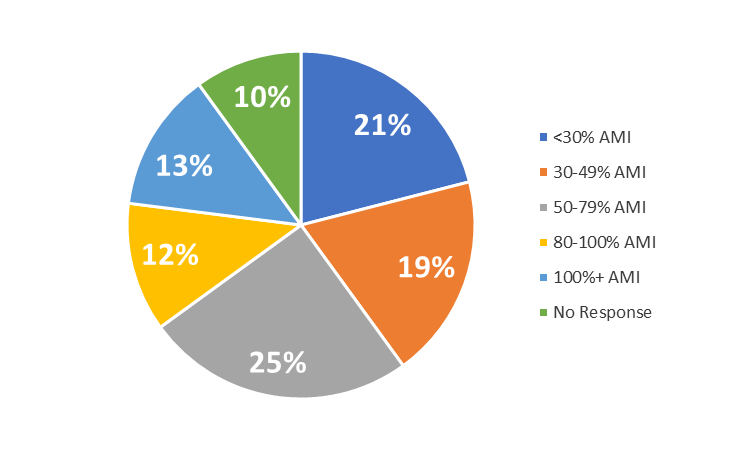 10%
21%
13%
12%
19%
25%
<30% AMI
30-49% AMI
50-79% AMI
80-100% AMI
100%+ AMI
No Response